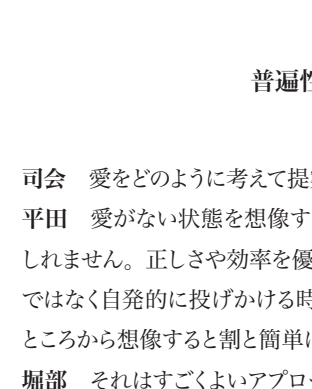 普遍性
司会　愛をどのように考えて提
平田　愛がない状態を想像す
しれません。正しさや効率を優
ではなく自発的に投げかける時
ところから想像すると割と簡単に
堀部　それはすごくよいアプロー